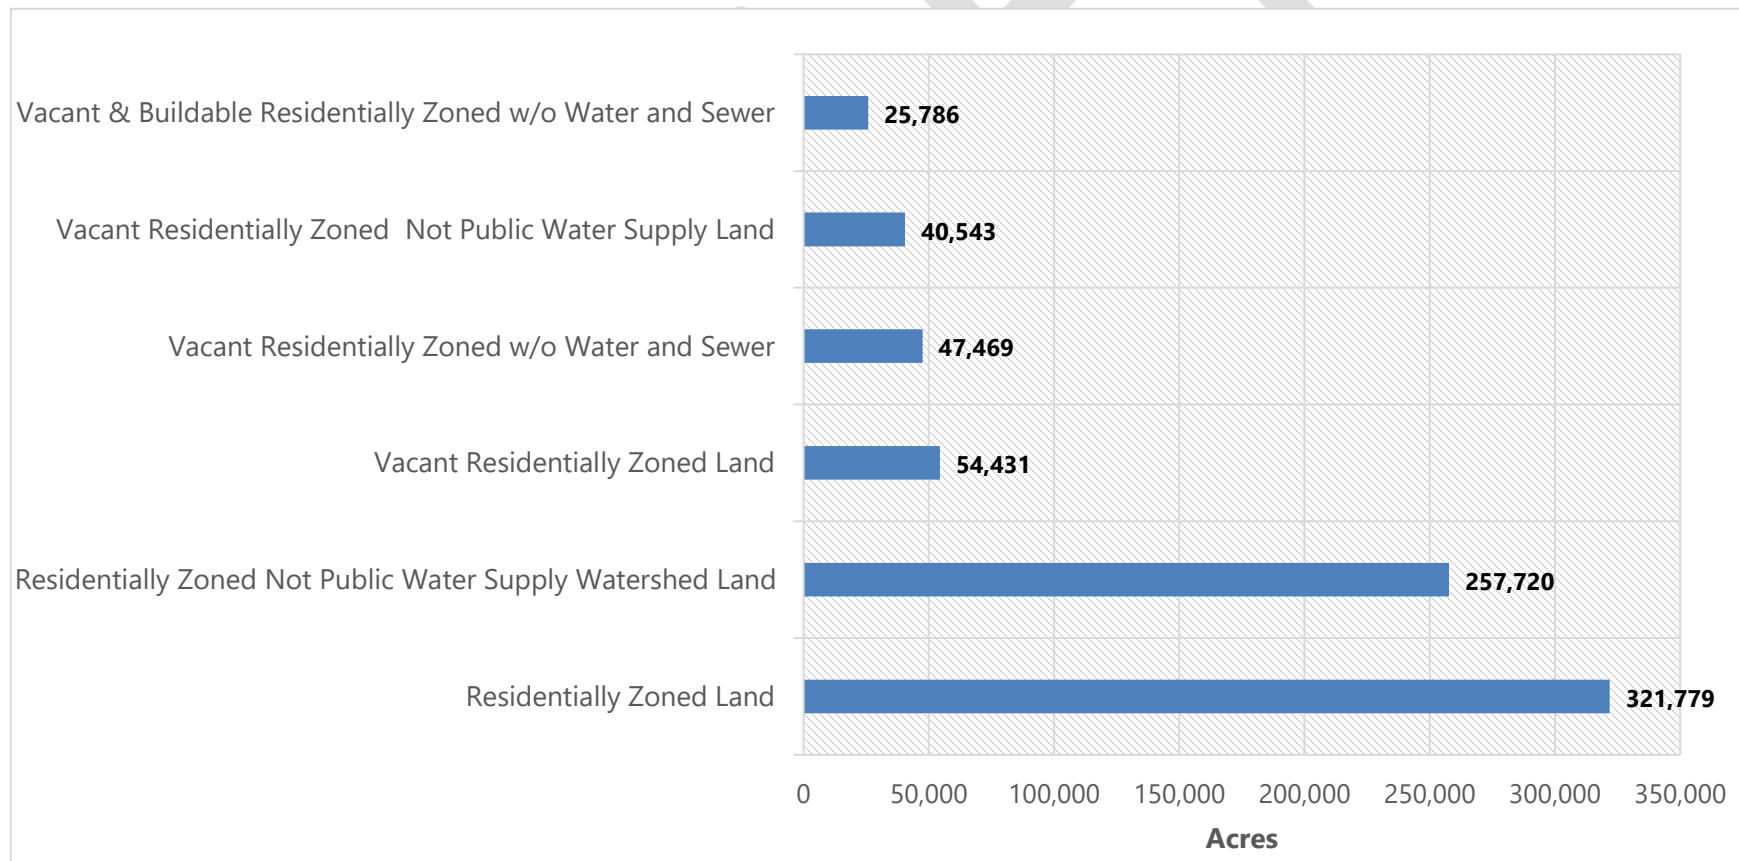 Vacant & Buildable Residentially Zoned w/o Water and Sewer 25,786
Vacant Residentially Zoned  Not Public Water Supply Land 40,543
Vacant Residentially Zoned w/o Water and Sewer 47,469
Vacant Residentially Zoned Land 54,431
Residentially Zoned Not Public Water Supply Watershed Land 257,720
Residentially Zoned Land 321,779
0 50,000 100,000 150,000 200,000 250,000 300,000 350,000
Acres